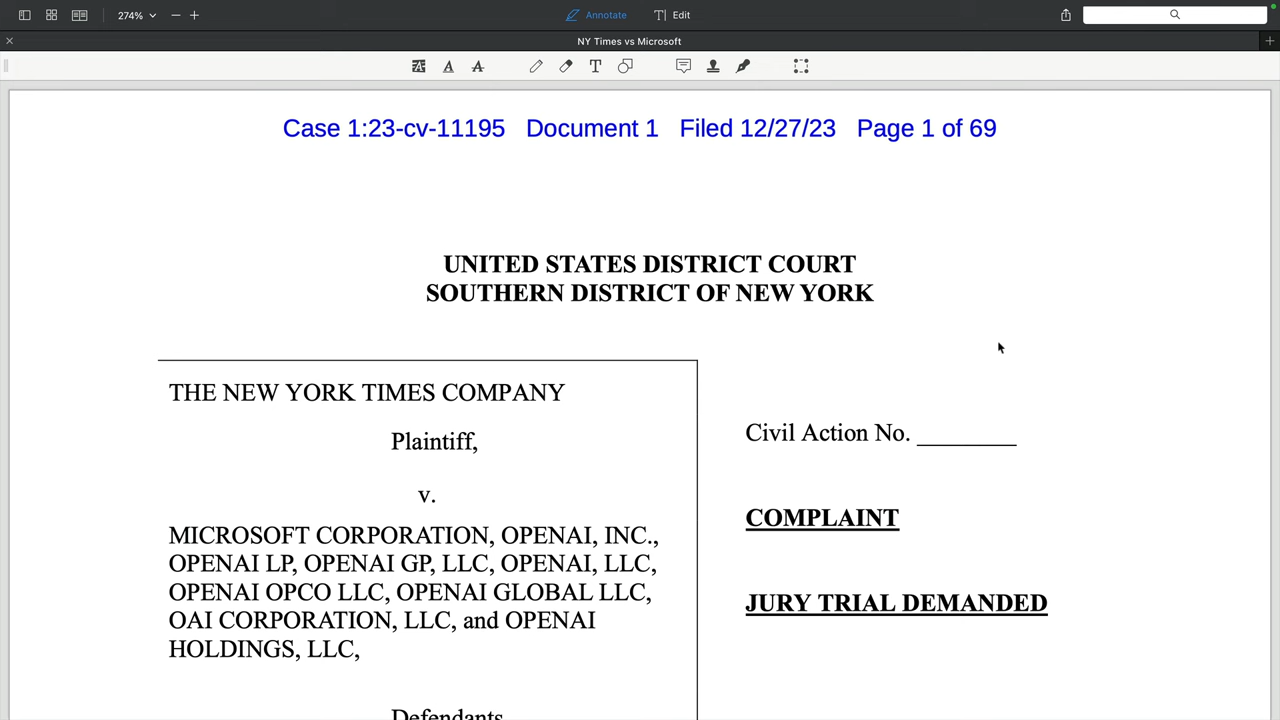 274%
Annotate
Edit
NY Times vs Microsoft
Case 1:23-cv-11195 Document 1 Filed 12/27/23 Page 1 of 69
UNITED STATES DISTRICT COURT
SOUTHERN DISTRICT OF NEW YORK
THE NEW YORK TIMES COMPANY
Plaintiff,
v.
MICROSOFT CORPORATION, OPENAI, INC.,
OPENAI LP, OPENAI GP, LLC, OPENAI, LLC,
OPENAI OPCO LLC, OPENAI GLOBAL LLC,
OAI CORPORATION, LLC, and OPENAI
HOLDINGS, LLC,
Defendants
Civil Action No. ________
COMPLAINT
JURY TRIAL DEMANDED